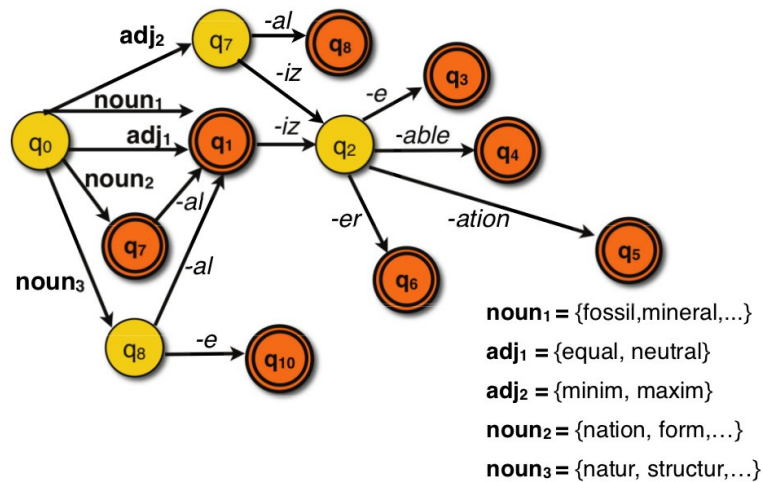 adj2
q7
-al
q8
-iz
-e
q3
noun1
q0
adj1
q1
-iz
q2
-able
q4
noun2
-al
q7
-er
-ation
q5
q6
noun3
-al
q8
-e
q10
noun1 = {fossil,mineral,...}
adj1 = {equal, neutral}
adj2 = {minim, maxim}
noun2 = {nation, form,…}
noun3 = {natur, structur,…}